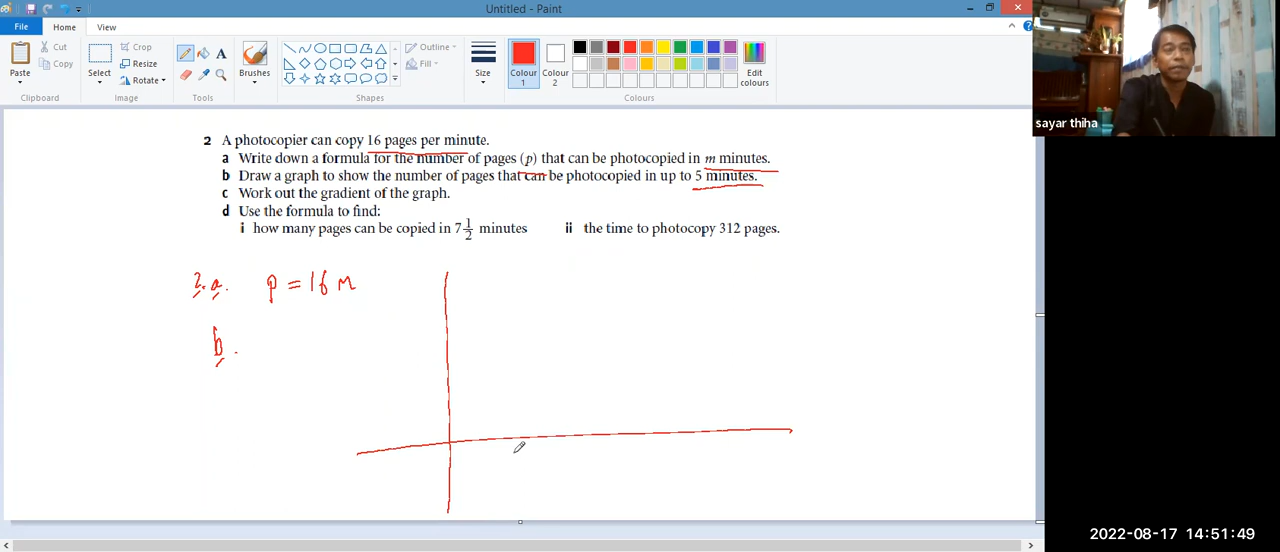 Untitled - Paint
File Home View
Paste
Cut
Copy
Clipboard
Select
Crop
Resize
Rotate
Image
Tools
Brushes
Shapes
Outline
Fill
Size
Colour 1
Colour 2
Edit colours
Colours
sayar thiha
2 A photocopier can copy 16 pages per minute.
a Write down a formula for the number of pages (p) that can be photocopied in m minutes.
b Draw a graph to show the number of pages that can be photocopied in up to 5 minutes.
c Work out the gradient of the graph.
d Use the formula to find:
i how many pages can be copied in 7 1/2 minutes ii the time to photocopy 312 pages.
2. a. p = 16 m
b.
2022-08-17 14:51:49